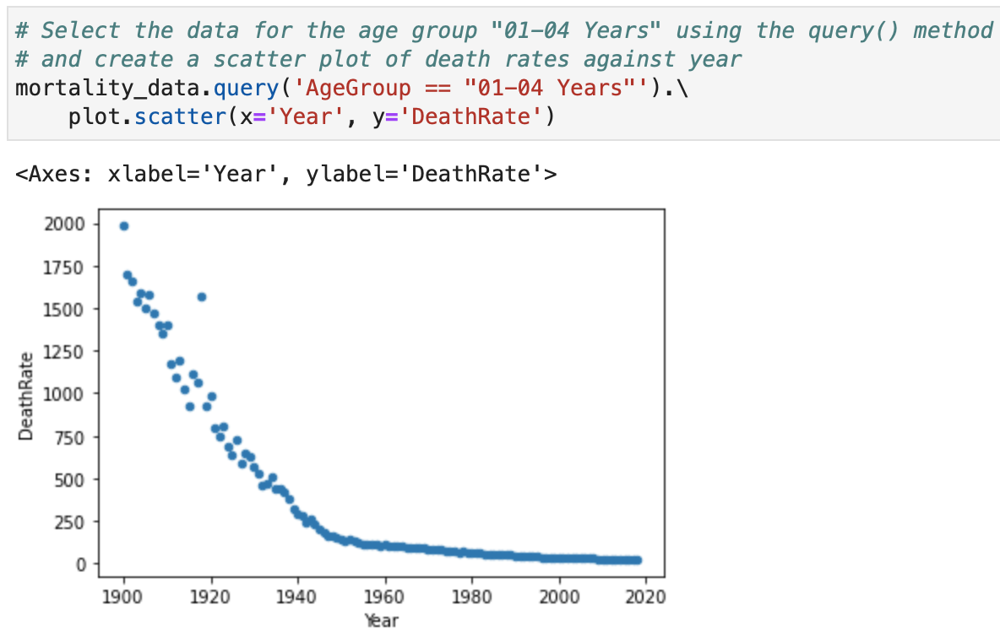 # Select the data for the age group "01–04 Years" using the query() method
# and create a scatter plot of death rates against year
mortality_data.query('AgeGroup == "01–04 Years"').\
    plot.scatter(x='Year', y='DeathRate')
<Axes: xlabel='Year', ylabel='DeathRate'>
2000
1750
1500
1250
1000
750
500
250
0
DeathRate
1900 1920 1940 1960 1980 2000 2020
Year